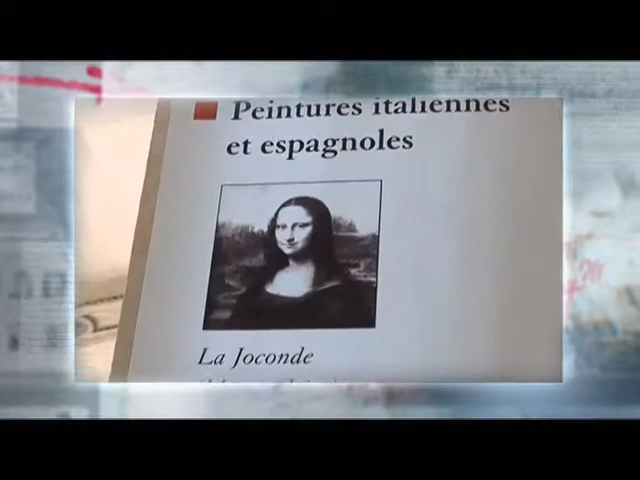 Peintures italiennes
et espagnoles
La Joconde